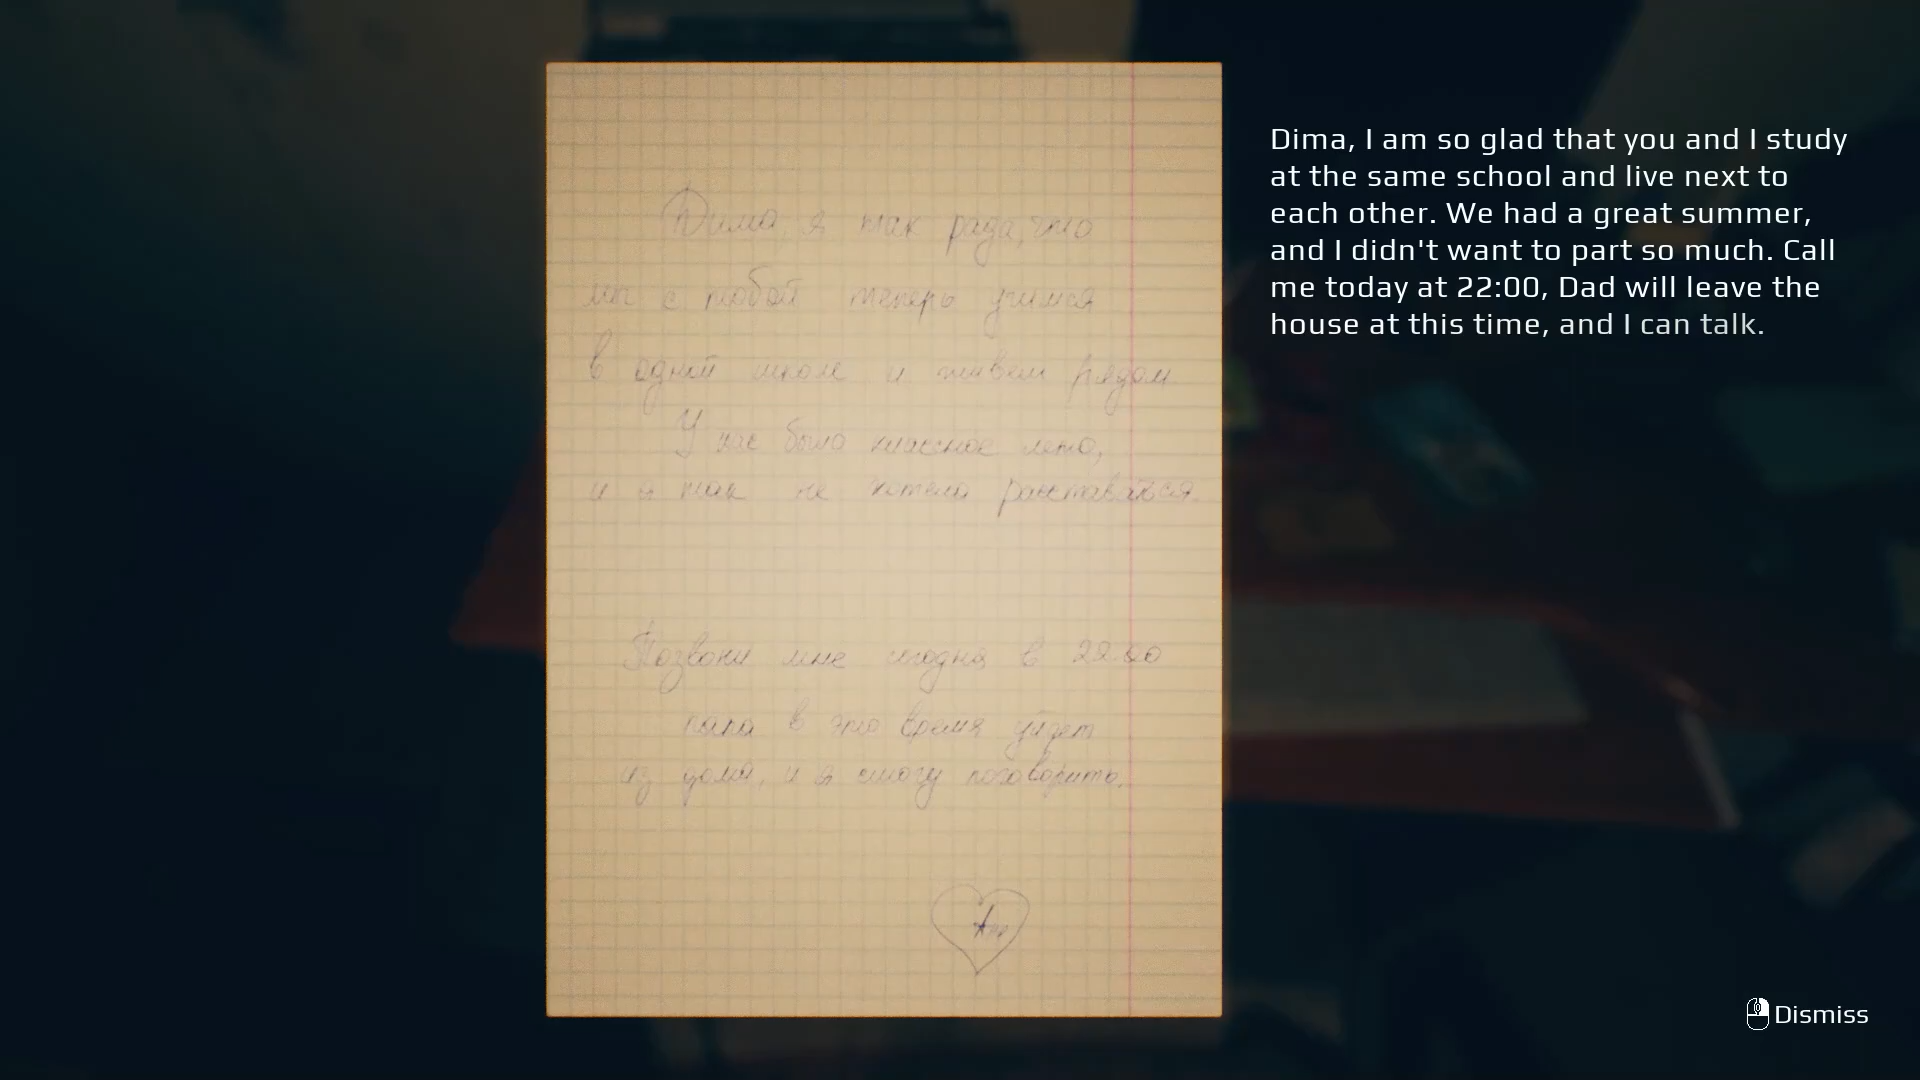 Дима, я так рада, что
мы с тобой теперь учимся
в одной школе и живем рядом
У нас было классное лето,
и я так не хотела расставаться.
Позвони мне сегодня в 22:00
папа в это время уйдет
из дома, и я смогу поговорить.
Dima, I am so glad that you and I study
at the same school and live next to
each other. We had a great summer,
and I didn't want to part so much. Call
me today at 22:00, Dad will leave the
house at this time, and I can talk.
Dismiss